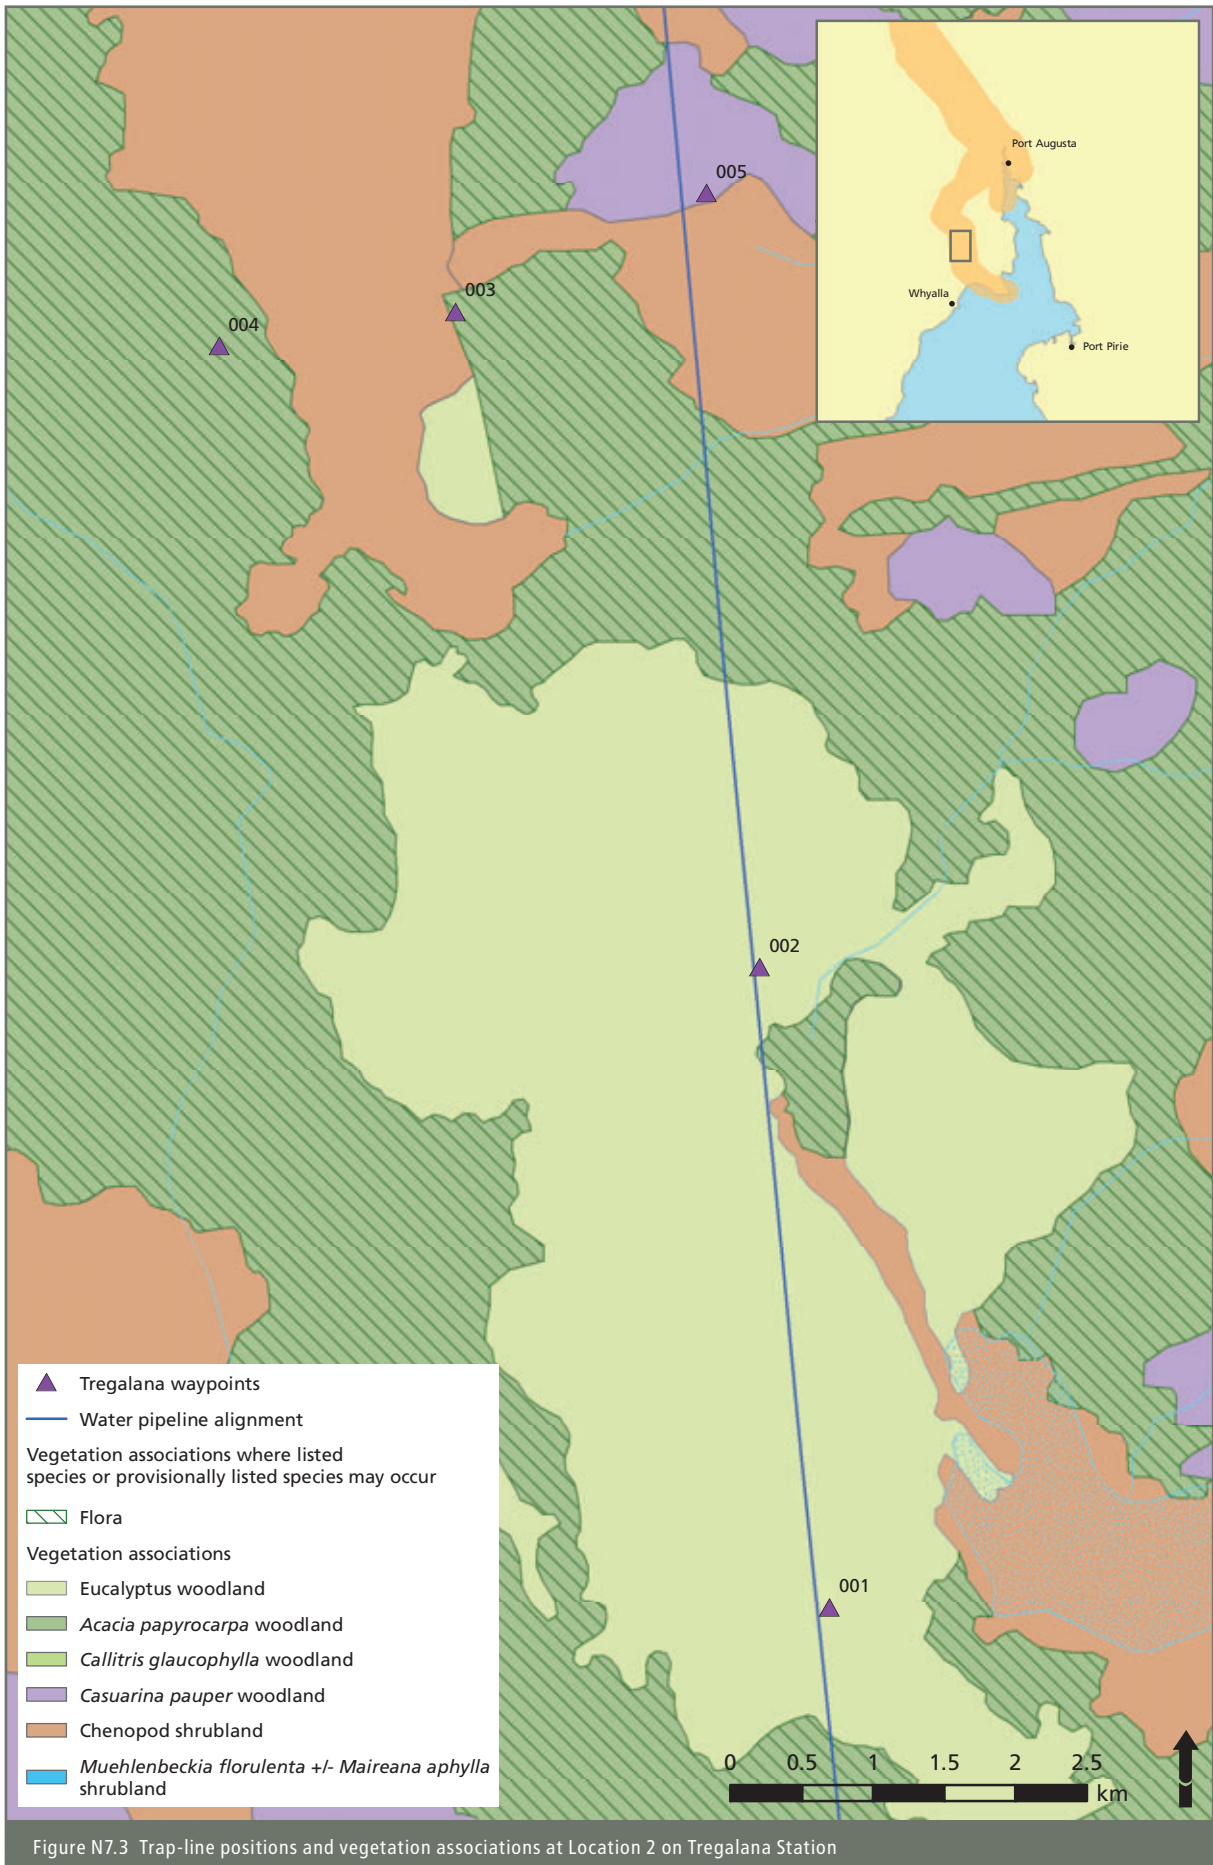 Port Augusta
Whyalla
Port Pirie
005
003
004
002
001
Tregalana waypoints
Water pipeline alignment
Vegetation associations where listed
species or provisionally listed species may occur
Flora
Vegetation associations
Eucalyptus woodland
Acacia papyrocarpa woodland
Callitris glaucophylla woodland
Casuarina pauper woodland
Chenopod shrubland
Muehlenbeckia florulenta +/- Maireana aphylla
shrubland
0 0.5 1 1.5 2 2.5
km
Figure N7.3 Trap-line positions and vegetation associations at Location 2 on Tregalana Station